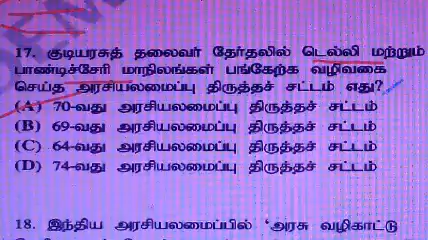 17. குடியரசுத் தலைவர் தேர்தலில் டெல்லி மற்றும்
பாண்டிச்சேரி மாநிலங்கள் பங்கேற்க வழிவகை
செய்த அரசியலமைப்பு திருத்தச் சட்டம் எது?
(A) 70-வது அரசியலமைப்பு திருத்தச் சட்டம்
(B) 69-வது அரசியலமைப்பு திருத்தச் சட்டம்
(C) 64-வது அரசியலமைப்பு திருத்தச் சட்டம்
(D) 74-வது அரசியலமைப்பு திருத்தச் சட்டம்
18. இந்திய அரசியலமைப்பில் 'அரசு வழிகாட்டு